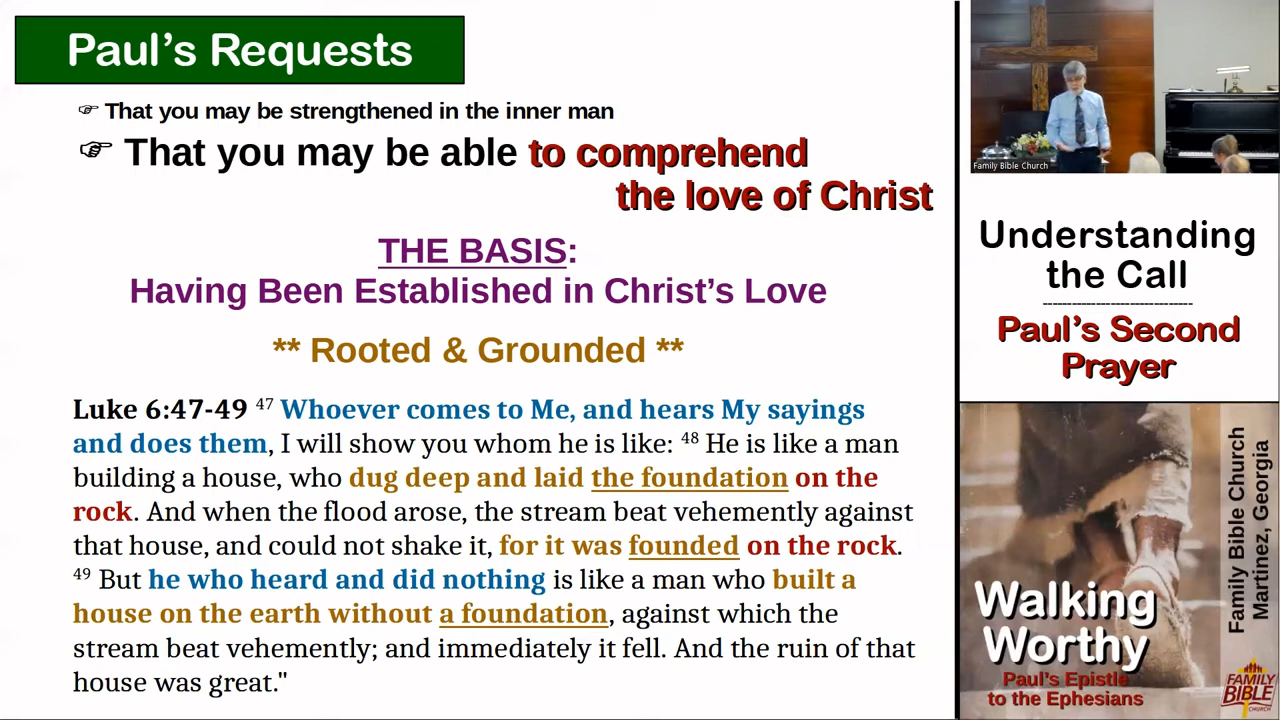 Paul's Requests
☞ That you may be strengthened in the inner man
☞ That you may be able to comprehend
the love of Christ
THE BASIS:
Having Been Established in Christ's Love
** Rooted & Grounded **
Luke 6:47-49 47 Whoever comes to Me, and hears My sayings
and does them, I will show you whom he is like: 48 He is like a man
building a house, who dug deep and laid the foundation on the
rock. And when the flood arose, the stream beat vehemently against
that house, and could not shake it, for it was founded on the rock.
49 But he who heard and did nothing is like a man who built a
house on the earth without a foundation, against which the
stream beat vehemently; and immediately it fell. And the ruin of that
house was great."
Family Bible Church
Understanding
the Call
------------------------------
Paul's Second
Prayer
Family Bible Church
Martinez, Georgia
Walking
Worthy
Paul's Epistle
to the Ephesians
FAMILY
BIBLE
CHURCH